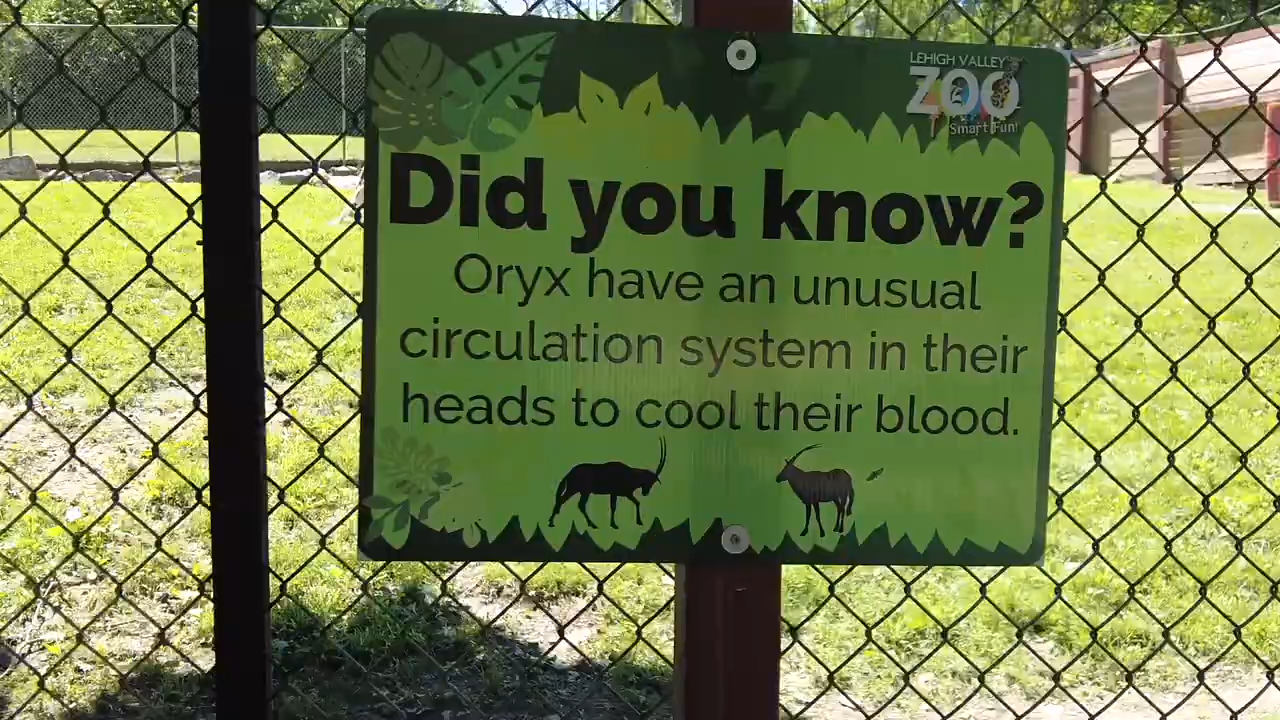 LEHIGH VALLEY
ZOO
Smart Fun!
Did you know?
Oryx have an unusual
circulation system in their
heads to cool their blood.